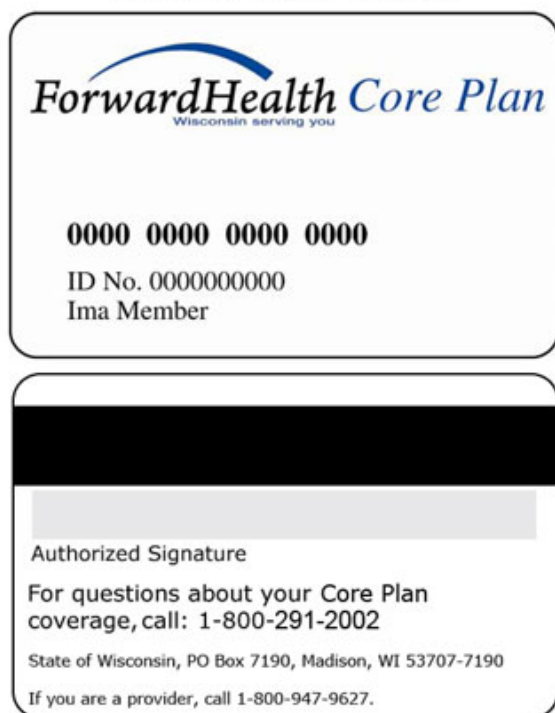 ForwardHealth Core Plan
Wisconsin serving you
0000 0000 0000 0000
ID No. 0000000000
Ima Member
Authorized Signature
For questions about your Core Plan
coverage, call: 1-800-291-2002
State of Wisconsin, PO Box 7190, Madison, WI 53707-7190
If you are a provider, call 1-800-947-9627.